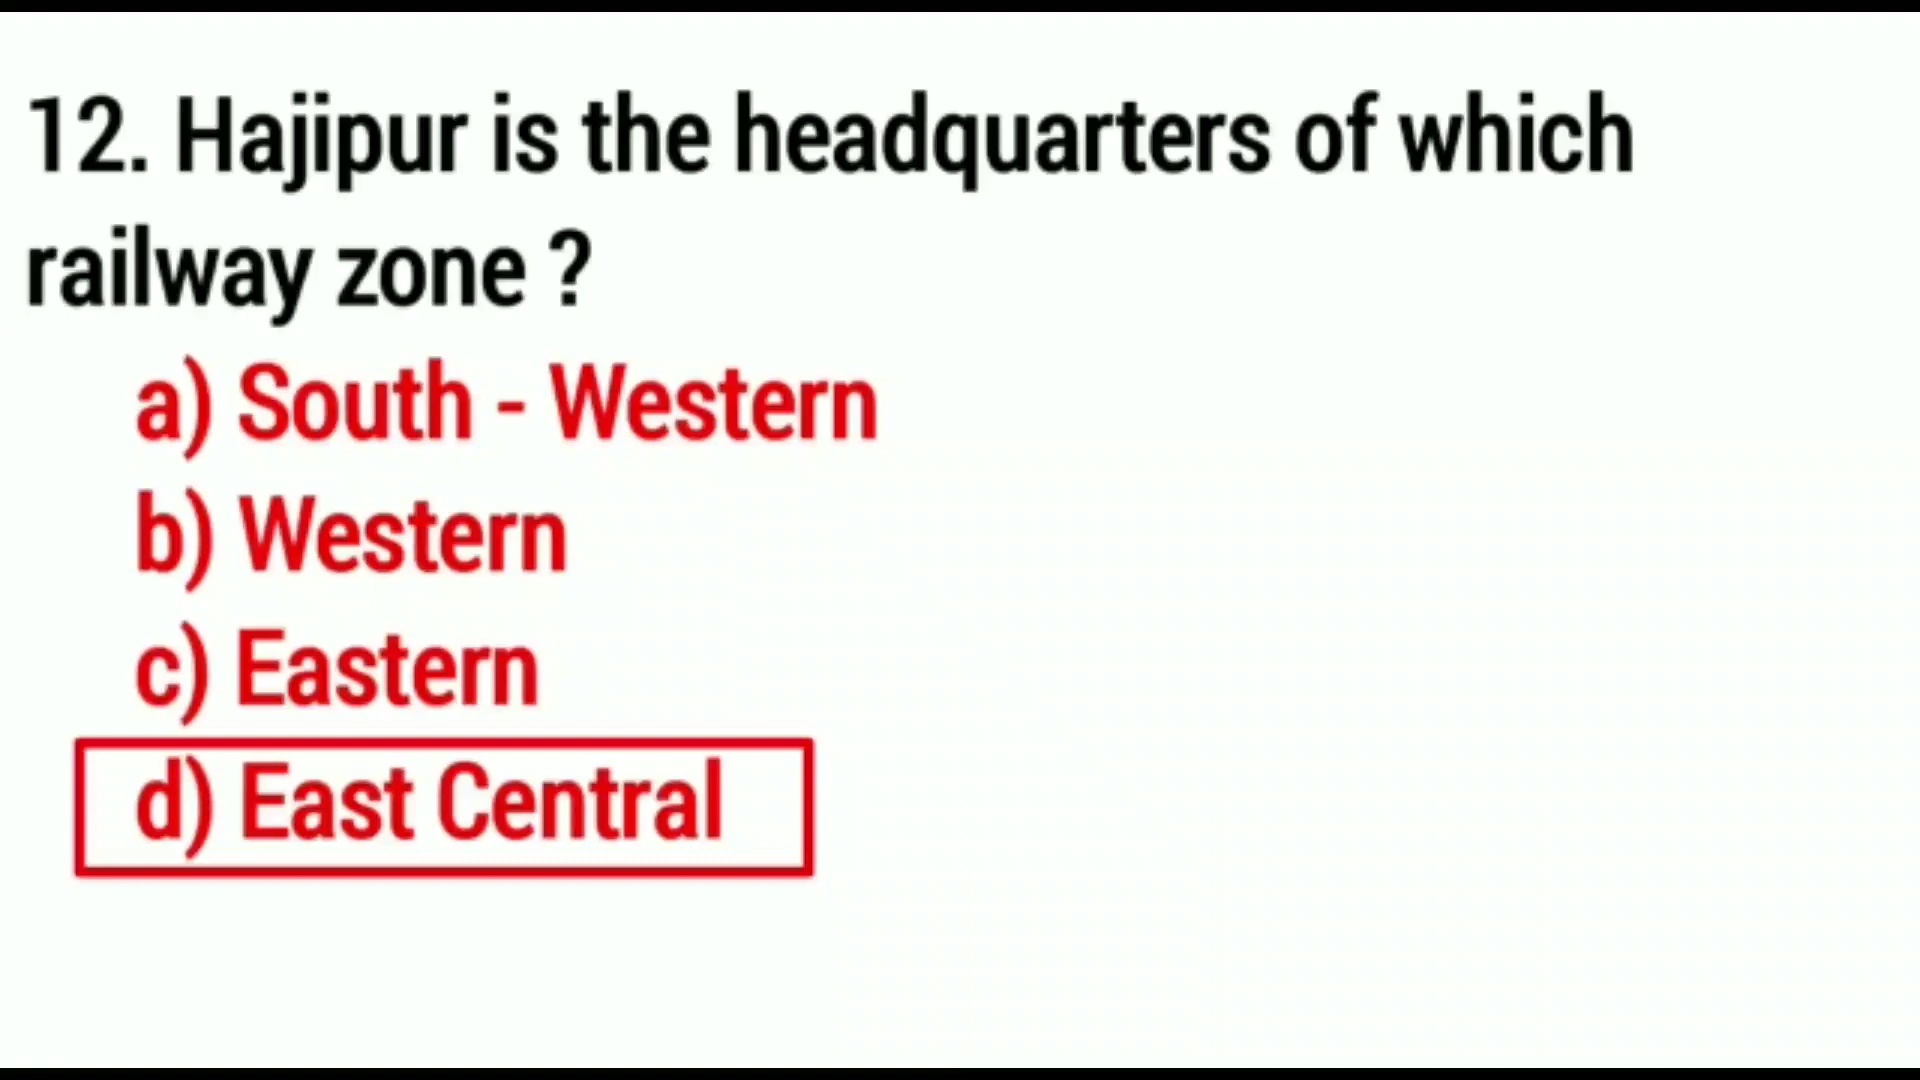 12. Hajipur is the headquarters of which
railway zone ?
a) South - Western
b) Western
c) Eastern
d) East Central